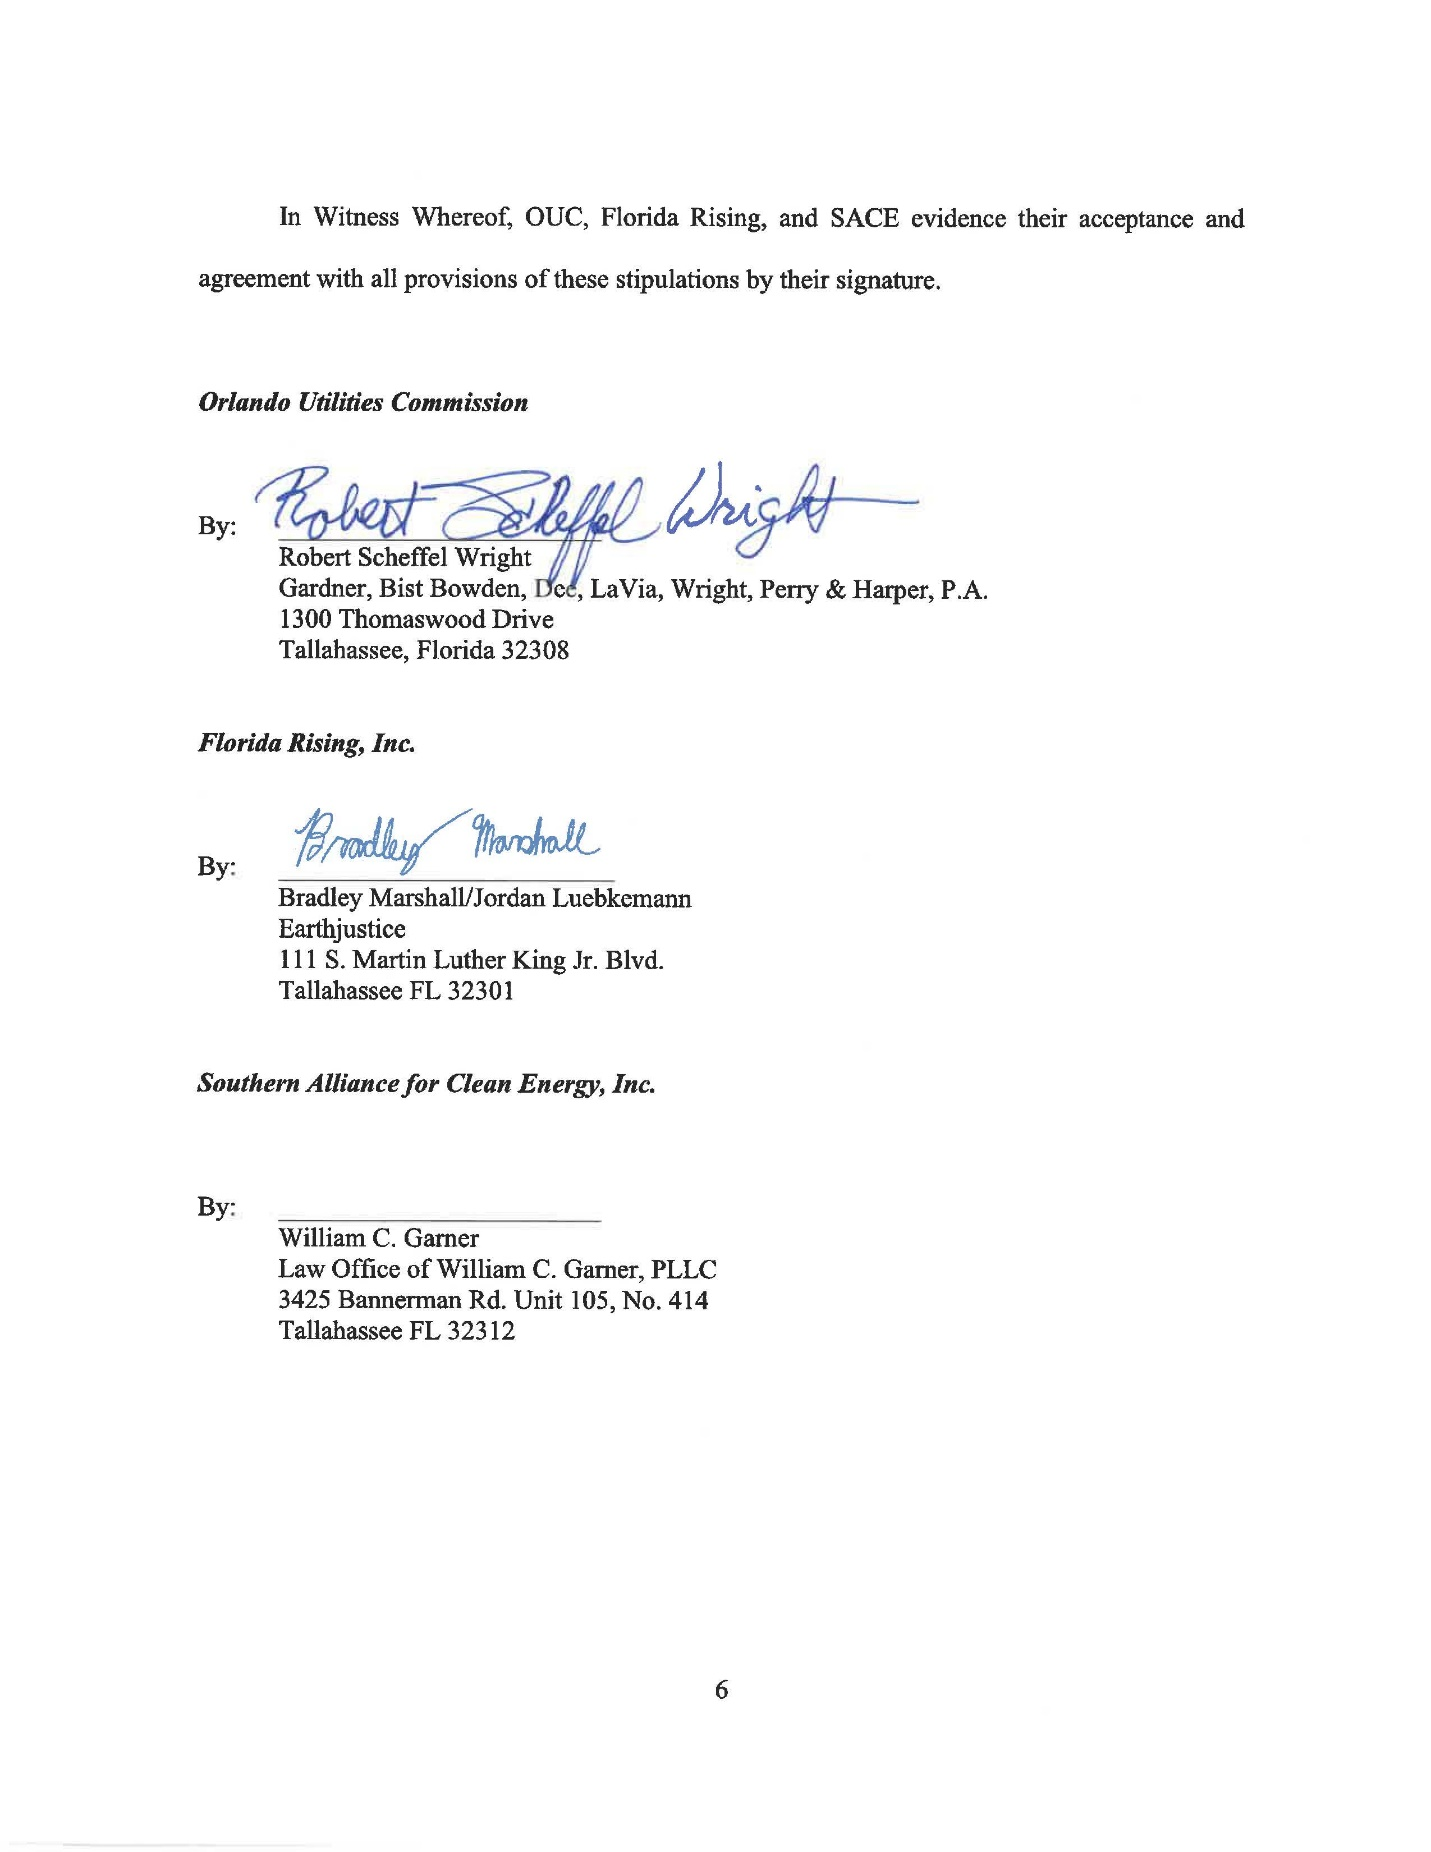 In Witness Whereof, OUC, Florida Rising, and SACE evidence their acceptance and
agreement with all provisions of these stipulations by their signature.
Orlando Utilities Commission
By: Robert Scheffel Wright
Robert Scheffel Wright
Gardner, Bist Bowden, Dee, LaVia, Wright, Perry & Harper, P.A.
1300 Thomaswood Drive
Tallahassee, Florida 32308
Florida Rising, Inc.
By: Bradley Marshall
Bradley Marshall/Jordan Luebkemann
Earthjustice
111 S. Martin Luther King Jr. Blvd.
Tallahassee FL 32301
Southern Alliance for Clean Energy, Inc.
By:
William C. Garner
Law Office of William C. Garner, PLLC
3425 Bannerman Rd. Unit 105, No. 414
Tallahassee FL 32312
6